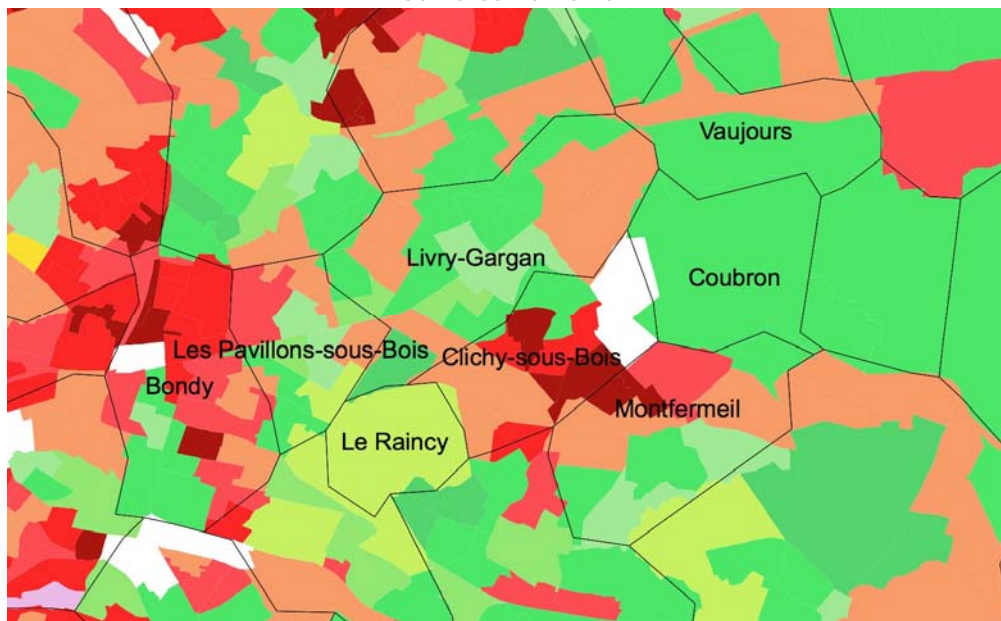 Vaujours
Livry-Gargan
Coubron
Les Pavillons-sous-Bois
Clichy-sous-Bois
Bondy
Montfermeil
Le Raincy